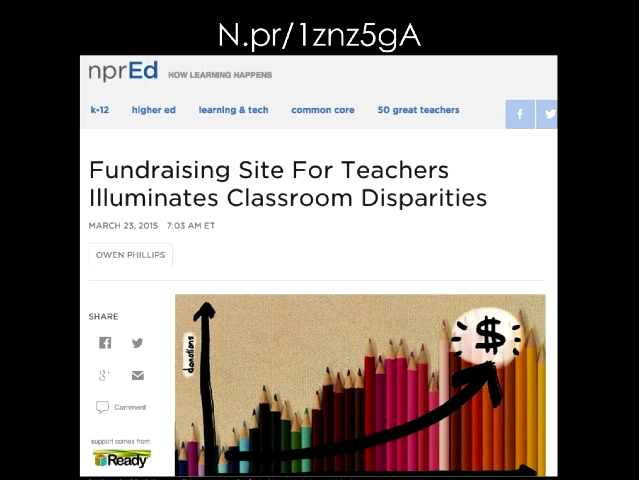 N.pr/1znz5gA
nprEd HOW LEARNING HAPPENS
k-12 higher ed learning & tech common core 50 great teachers
Fundraising Site For Teachers
Illuminates Classroom Disparities
MARCH 23, 2015 7:03 AM ET
OWEN PHILLIPS
SHARE
donations
$
g+
Comment
support comes from:
Ready